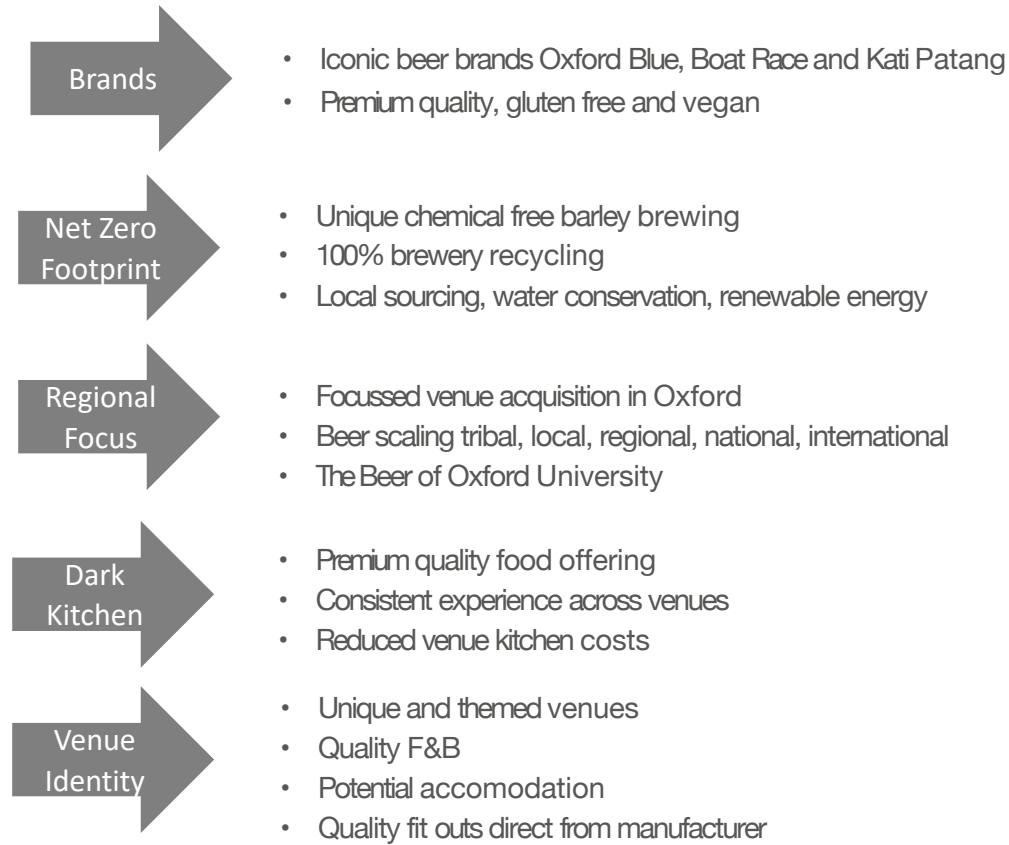 Brands
• Iconic beer brands Oxford Blue, Boat Race and Kati Patang
• Premium quality, gluten free and vegan
Net Zero
Footprint
• Unique chemical free barley brewing
• 100% brewery recycling
• Local sourcing, water conservation, renewable energy
Regional
Focus
• Focussed venue acquisition in Oxford
• Beer scaling tribal, local, regional, national, international
• The Beer of Oxford University
Dark
Kitchen
• Premium quality food offering
• Consistent experience across venues
• Reduced venue kitchen costs
Venue
Identity
• Unique and themed venues
• Quality F&B
• Potential accomodation
• Quality fit outs direct from manufacturer